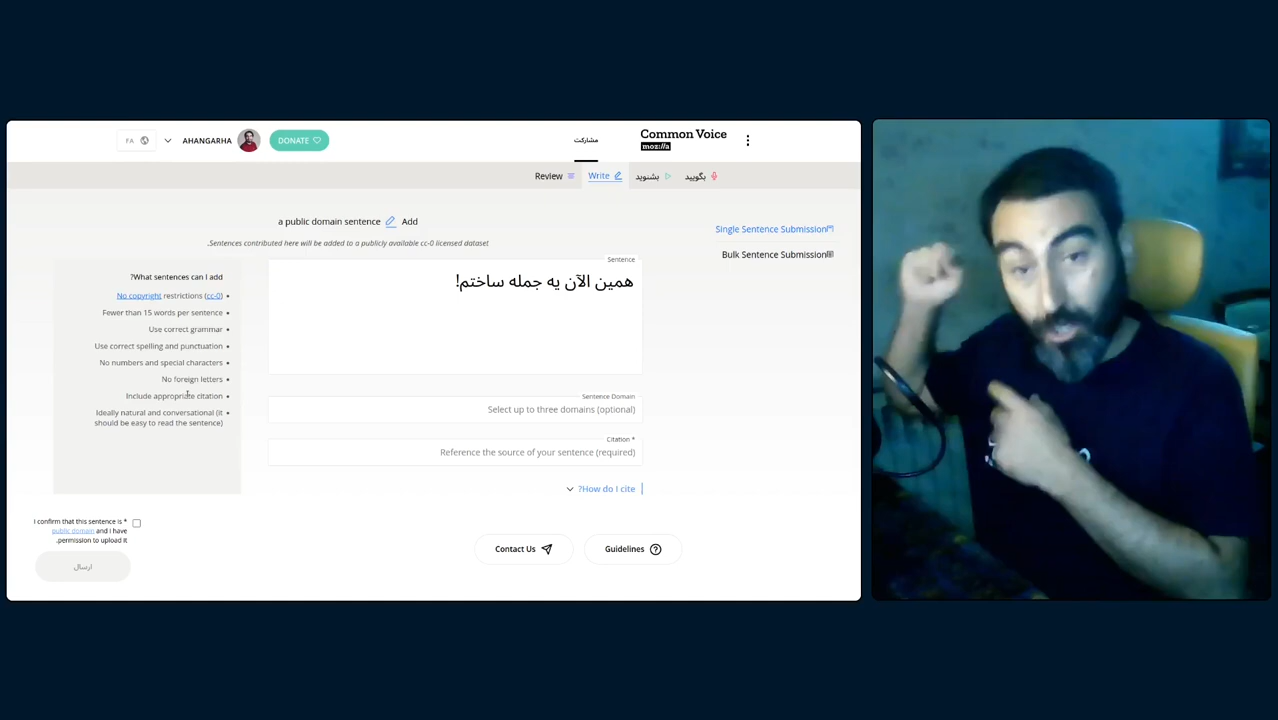 FA
AHANGARHA
DONATE
مشارکت
Common Voice
moz://a
Review
Write
بشنوید
بگویید
a public domain sentence Add
.Sentences contributed here will be added to a publicly available cc-0 licensed dataset
Single Sentence Submission
Bulk Sentence Submission
?What sentences can I add
No copyright restrictions (cc-0)
Fewer than 15 words per sentence
Use correct grammar
Use correct spelling and punctuation
No numbers and special characters
No foreign letters
Include appropriate citation
Ideally natural and conversational (it
should be easy to read the sentence)
Sentence
همین الآن یه جمله ساختم!
Sentence Domain
Select up to three domains (optional)
Citation *
Reference the source of your sentence (required)
?How do I cite
I confirm that this sentence is *
public domain and I have
.permission to upload it
ارسال
Contact Us
Guidelines